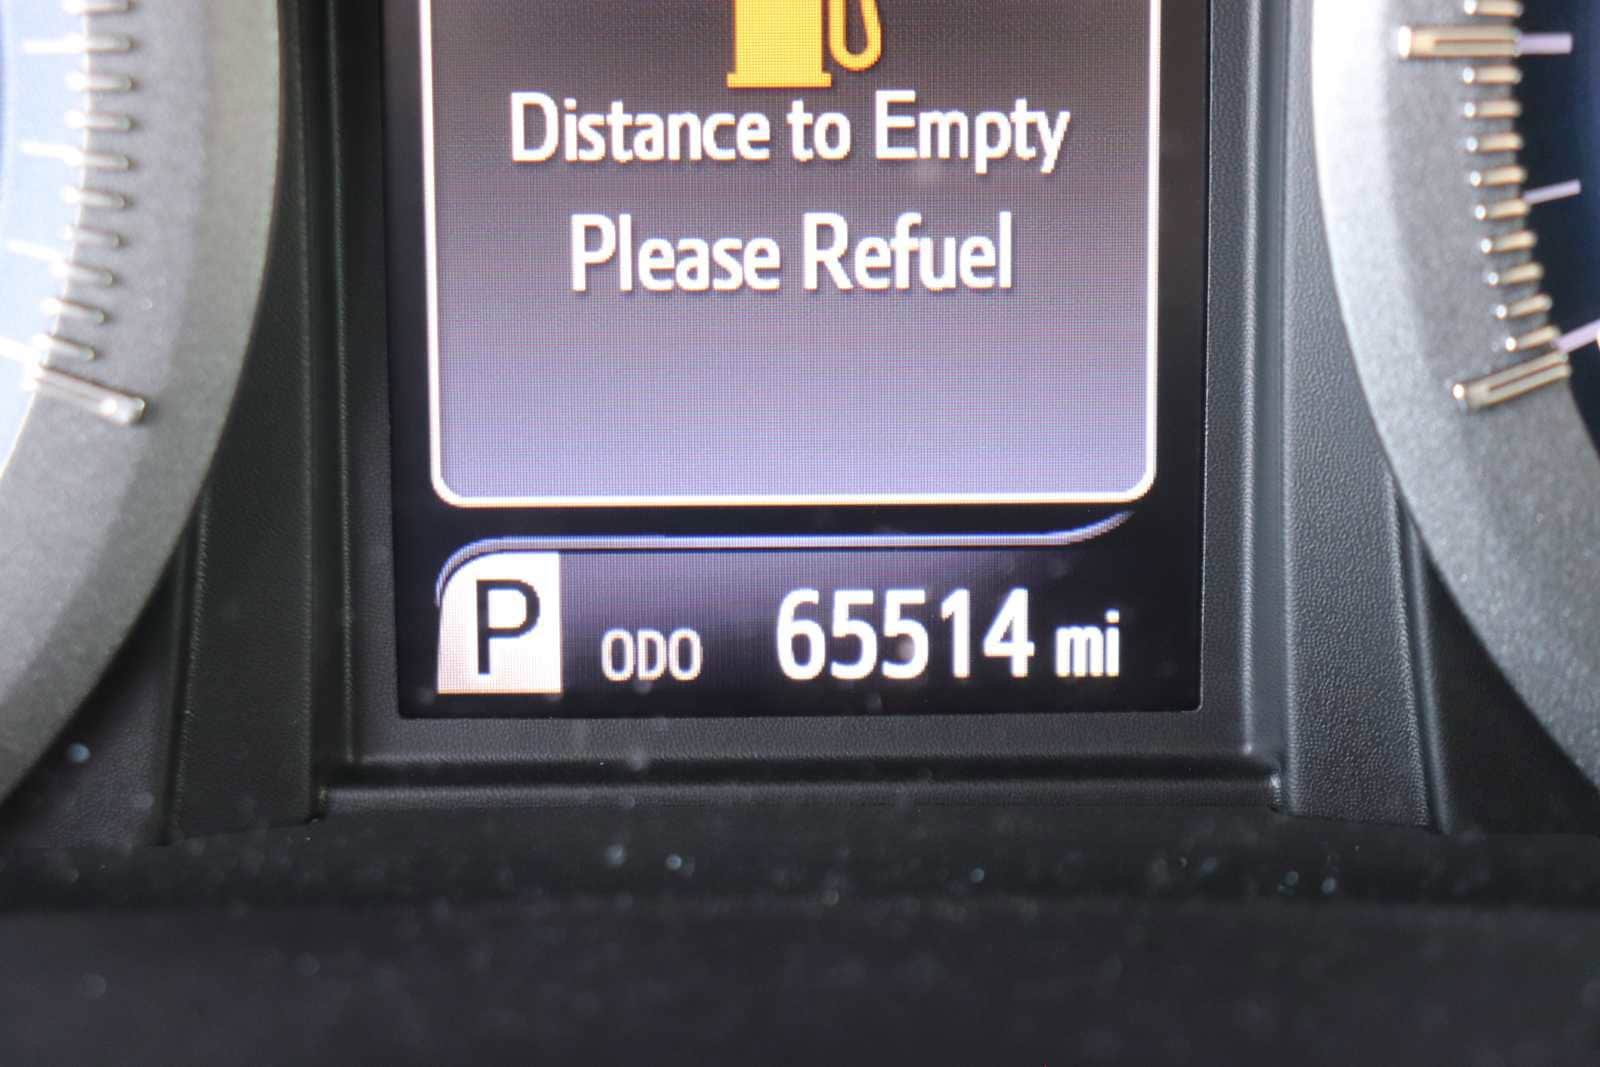 Distance to Empty
Please Refuel
P ODO 65514 mi